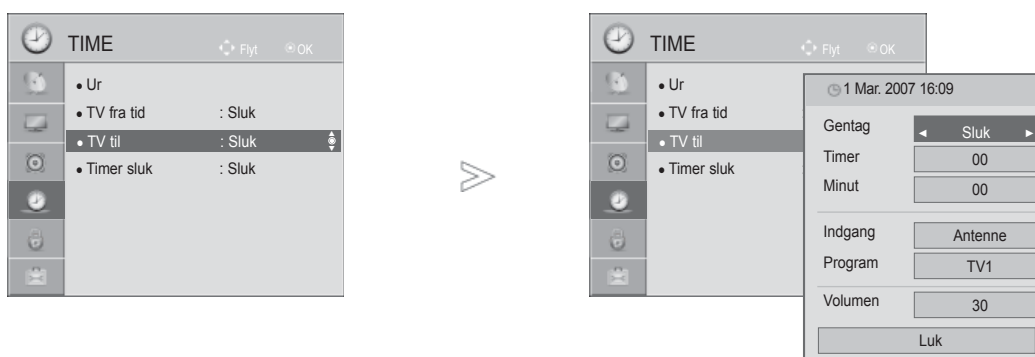 TIME Flyt OK
• Ur
• TV fra tid : Sluk
• TV til : Sluk
• Timer sluk : Sluk
TIME Flyt OK
• Ur
• TV fra tid
• TV til
• Timer sluk
1 Mar. 2007 16:09
Gentag ◄ Sluk ►
Timer 00
Minut 00
Indgang Antenne
Program TV1
Volumen 30
Luk